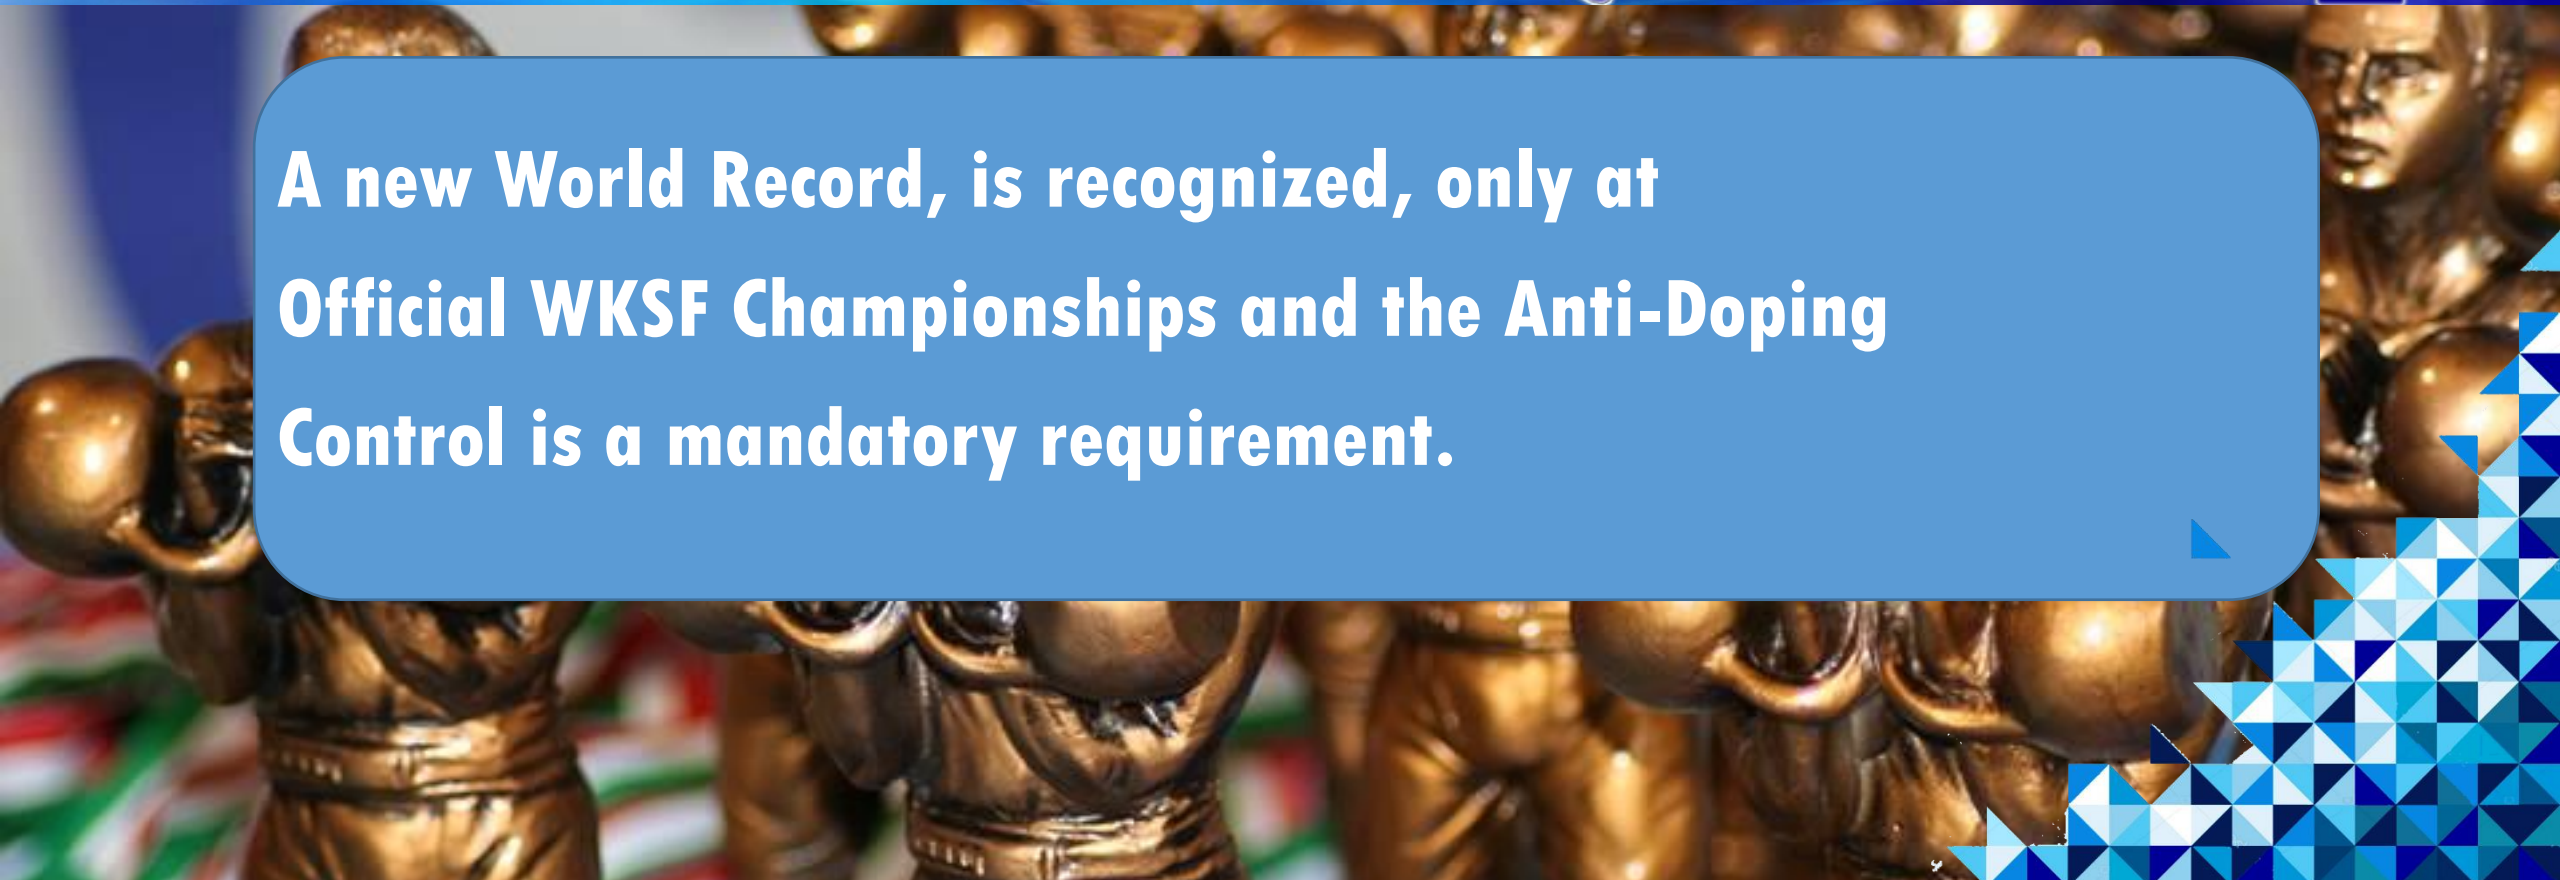 A new World Record, is recognized, only at
Official WKSF Championships and the Anti-Doping
Control is a mandatory requirement.